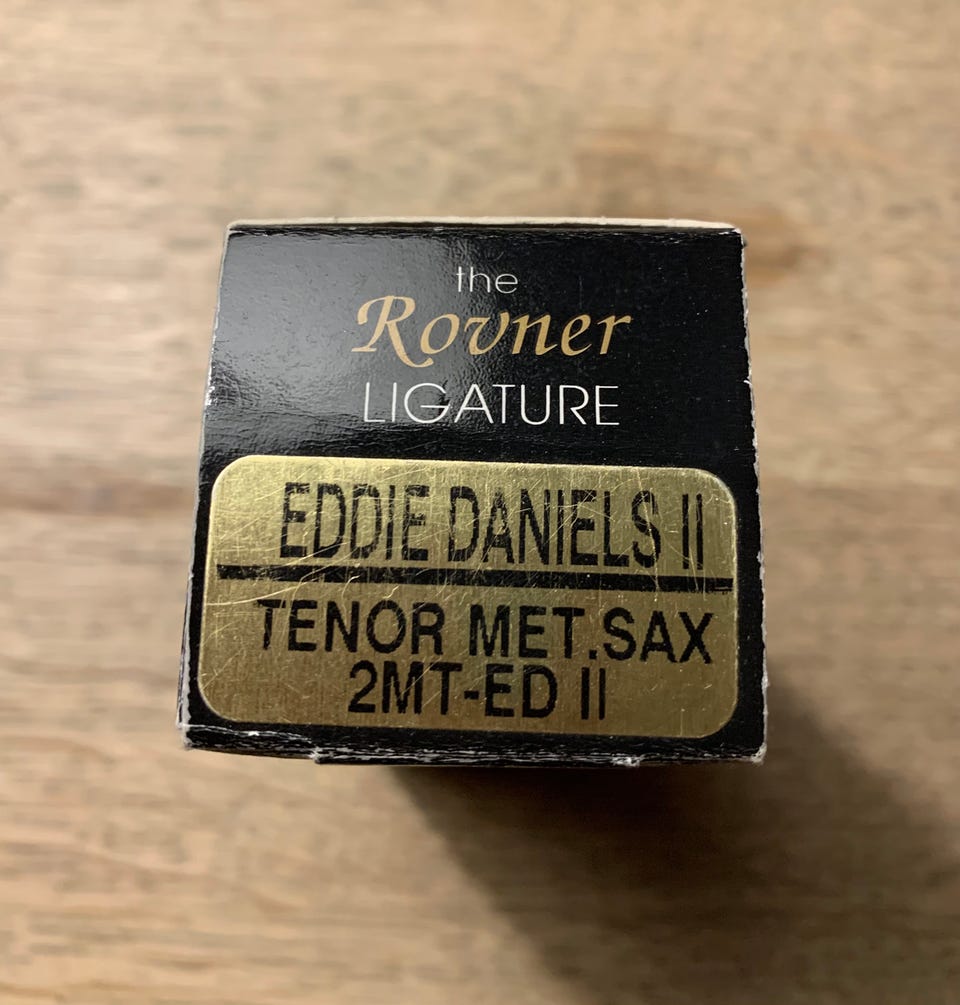 the
Rovner
LIGATURE
EDDIE DANIELS II
TENOR MET.SAX
2MT-ED II